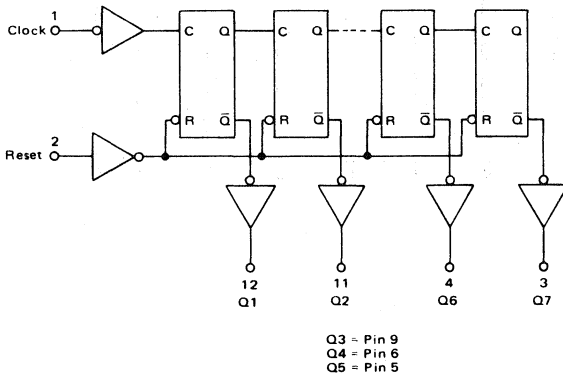 1
Clock
C Q C Q C Q C Q
R Q̅ R Q̅ R Q̅ R Q̅
2
Reset
12 11 4 3
Q1 Q2 Q6 Q7
Q3 = Pin 9
Q4 = Pin 6
Q5 = Pin 5